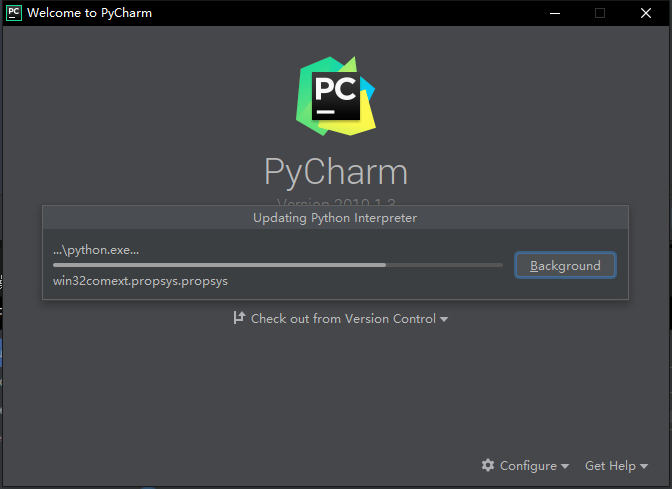 PC Welcome to PyCharm
PC
PyCharm
Version 2019.1.3
Updating Python Interpreter
...\python.exe...
Background
win32comext.propsys.propsys
Check out from Version Control
Configure
Get Help